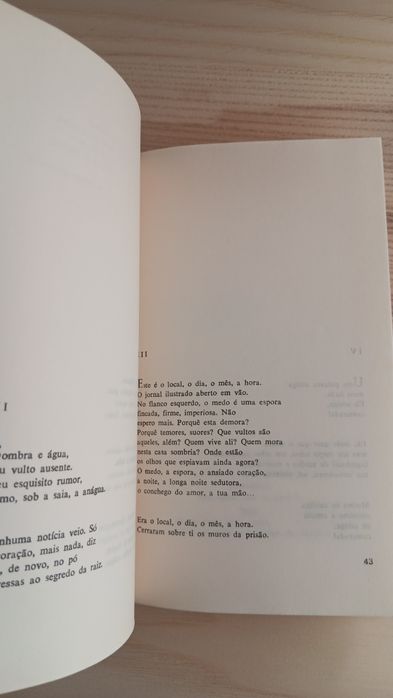 I
ombra e água,
u vulto ausente.
u esquisito rumor,
mo, sob a saia, a anágua.
nhuma notícia veio. Só
oração, mais nada, diz
, de novo, no pó
essas ao segredo da raiz.
II
Este é o local, o dia, o mês, a hora.
O jornal ilustrado aberto em vão.
No flanco esquerdo, o medo é uma espora
fincada, firme, imperiosa. Não
espero mais. Porquê esta demora?
Porquê temores, suores? Que vultos são
aqueles, além? Quem vive ali? Quem mora
nesta casa sombria? Onde estão
os olhos que espiavam ainda agora?
O medo, a espora, o ansiado coração,
a noite, a longa noite sedutora,
o conchego do amor, a tua mão...
Era o local, o dia, o mês, a hora.
Cerraram sobre ti os muros da prisão.
43